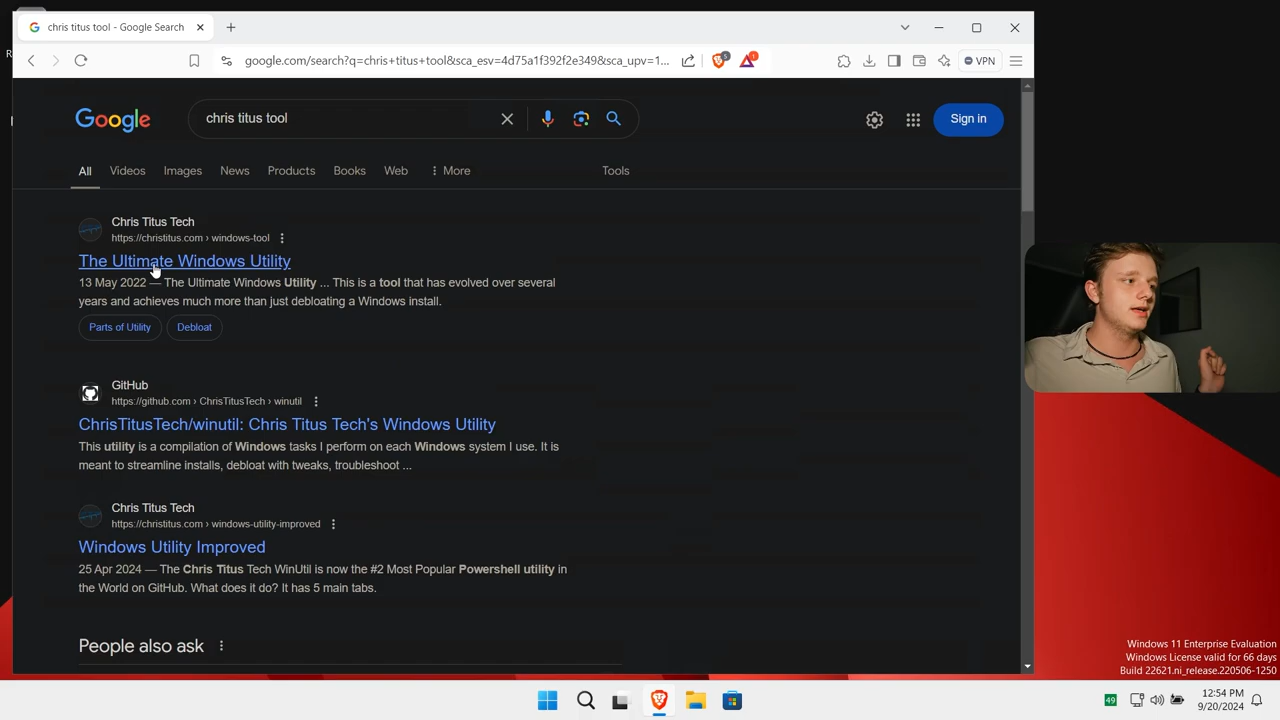 chris titus tool - Google Search
google.com/search?q=chris+titus+tool&sca_esv=4d75a1f392f2e3498&sca_upv=1...
VPN
Google
chris titus tool
Sign in
All
Videos
Images
News
Products
Books
Web
More
Tools
Chris Titus Tech
https://christitus.com › windows-tool
The Ultimate Windows Utility
13 May 2022 — The Ultimate Windows Utility ... This is a tool that has evolved over several
years and achieves much more than just debloating a Windows install.
Parts of Utility
Debloat
GitHub
https://github.com › ChrisTitusTech › winutil
ChrisTitusTech/winutil: Chris Titus Tech's Windows Utility
This utility is a compilation of Windows tasks I perform on each Windows system I use. It is
meant to streamline installs, debloat with tweaks, troubleshoot ...
Chris Titus Tech
https://christitus.com › windows-utility-improved
Windows Utility Improved
25 Apr 2024 — The Chris Titus Tech WinUtil is now the #2 Most Popular Powershell utility in
the World on GitHub. What does it do? It has 5 main tabs.
People also ask
Windows 11 Enterprise Evaluation
Windows License valid for 66 days
Build 22621.ni_release.220506-1250
49
12:54 PM
9/20/2024